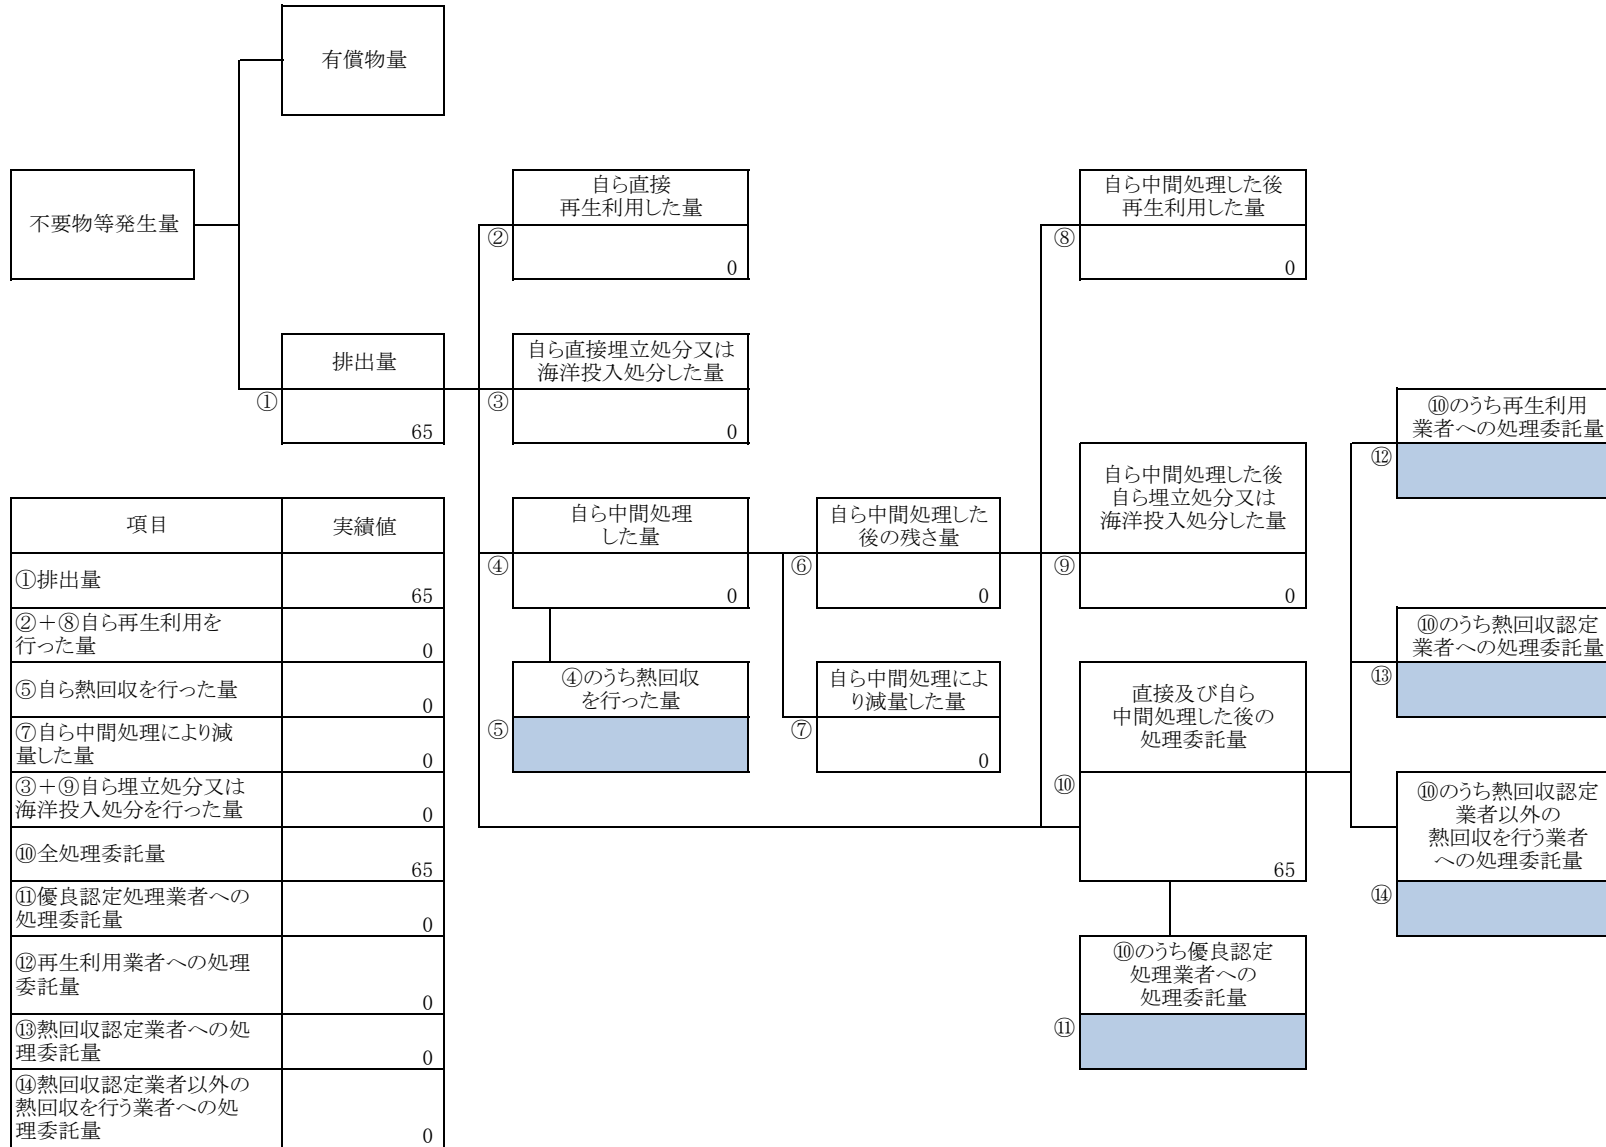 有償物量
不要物等発生量
自ら直接
再生利用した量
②
0
自ら中間処理した後
再生利用した量
⑧
0
排出量
①
65
自ら直接埋立処分又は
海洋投入処分した量
③
0
⑩のうち再生利用
業者への処理委託量
⑫
自ら中間処理
した量
④
0
自ら中間処理した
後の残さ量
⑥
0
自ら中間処理した後
自ら埋立処分又は
海洋投入処分した量
⑨
0
⑩のうち熱回収認定
業者への処理委託量
⑬
④のうち熱回収
を行った量
⑤
自ら中間処理によ
り減量した量
⑦
0
直接及び自ら
中間処理した後の
処理委託量
⑩
65
⑩のうち熱回収認定
業者以外の
熱回収を行う業者
への処理委託量
⑭
⑩のうち優良認定
処理業者への
処理委託量
⑪
項目 実績値
①排出量 65
②+⑧自ら再生利用を
行った量 0
⑤自ら熱回収を行った量 0
⑦自ら中間処理により減
量した量 0
③+⑨自ら埋立処分又は
海洋投入処分を行った量 0
⑩全処理委託量 65
⑪優良認定処理業者への
処理委託量 0
⑫再生利用業者への処理
委託量 0
⑬熱回収認定業者への処
理委託量 0
⑭熱回収認定業者以外の
熱回収を行う業者への処
理委託量 0